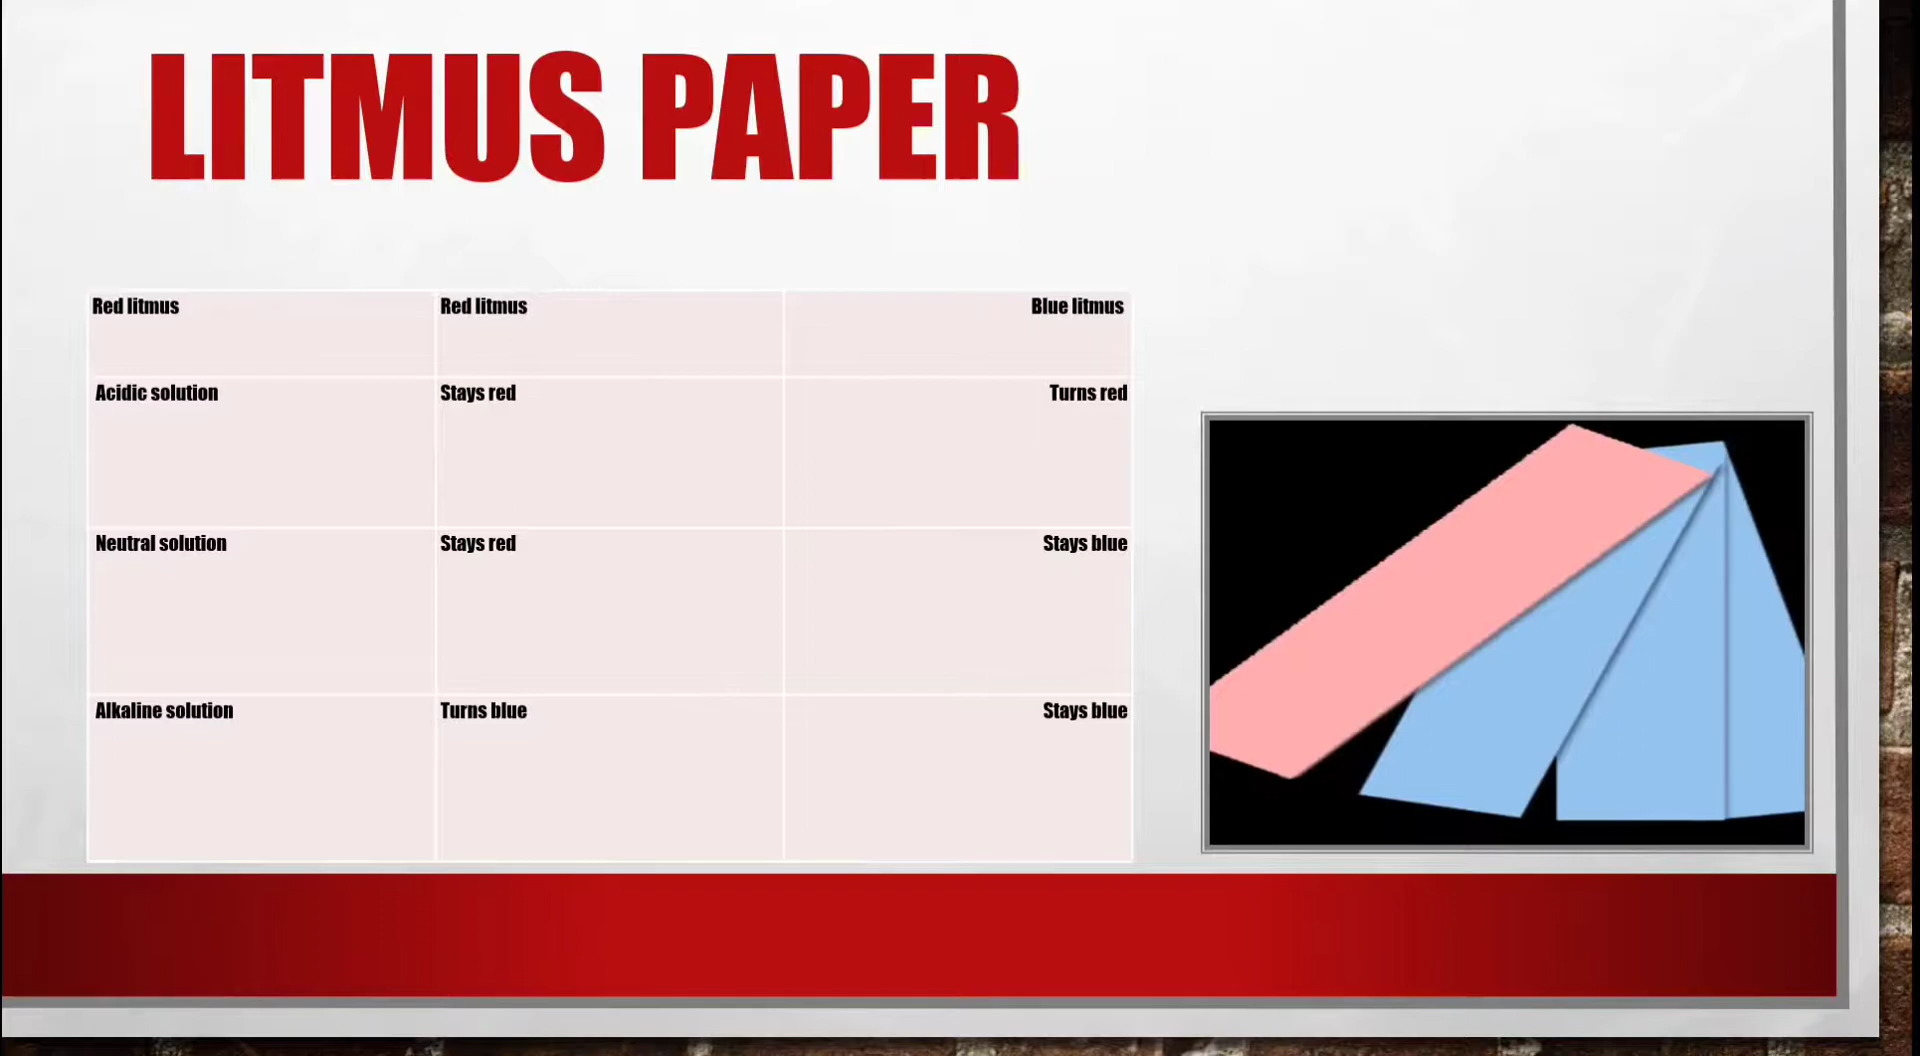 LITMUS PAPER
Red litmus Red litmus Blue litmus
Acidic solution Stays red Turns red
Neutral solution Stays red Stays blue
Alkaline solution Turns blue Stays blue